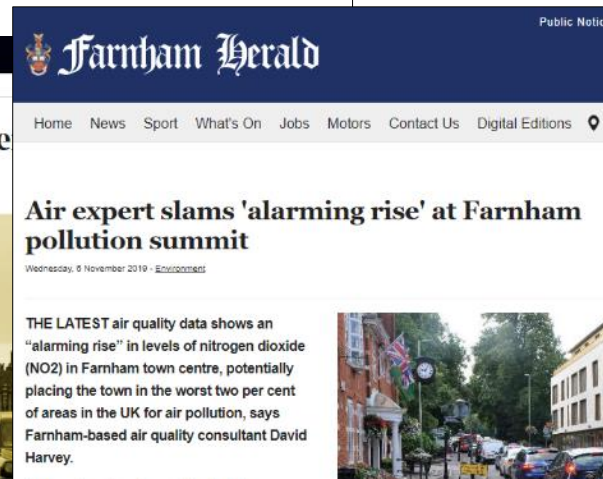 Public Notic
Farnham Herald
Home News Sport What's On Jobs Motors Contact Us Digital Editions
e
Air expert slams 'alarming rise' at Farnham
pollution summit
Wednesday, 6 November 2019 - Environment
THE LATEST air quality data shows an
“alarming rise” in levels of nitrogen dioxide
(NO2) in Farnham town centre, potentially
placing the town in the worst two per cent
of areas in the UK for air pollution, says
Farnham-based air quality consultant David
Harvey.